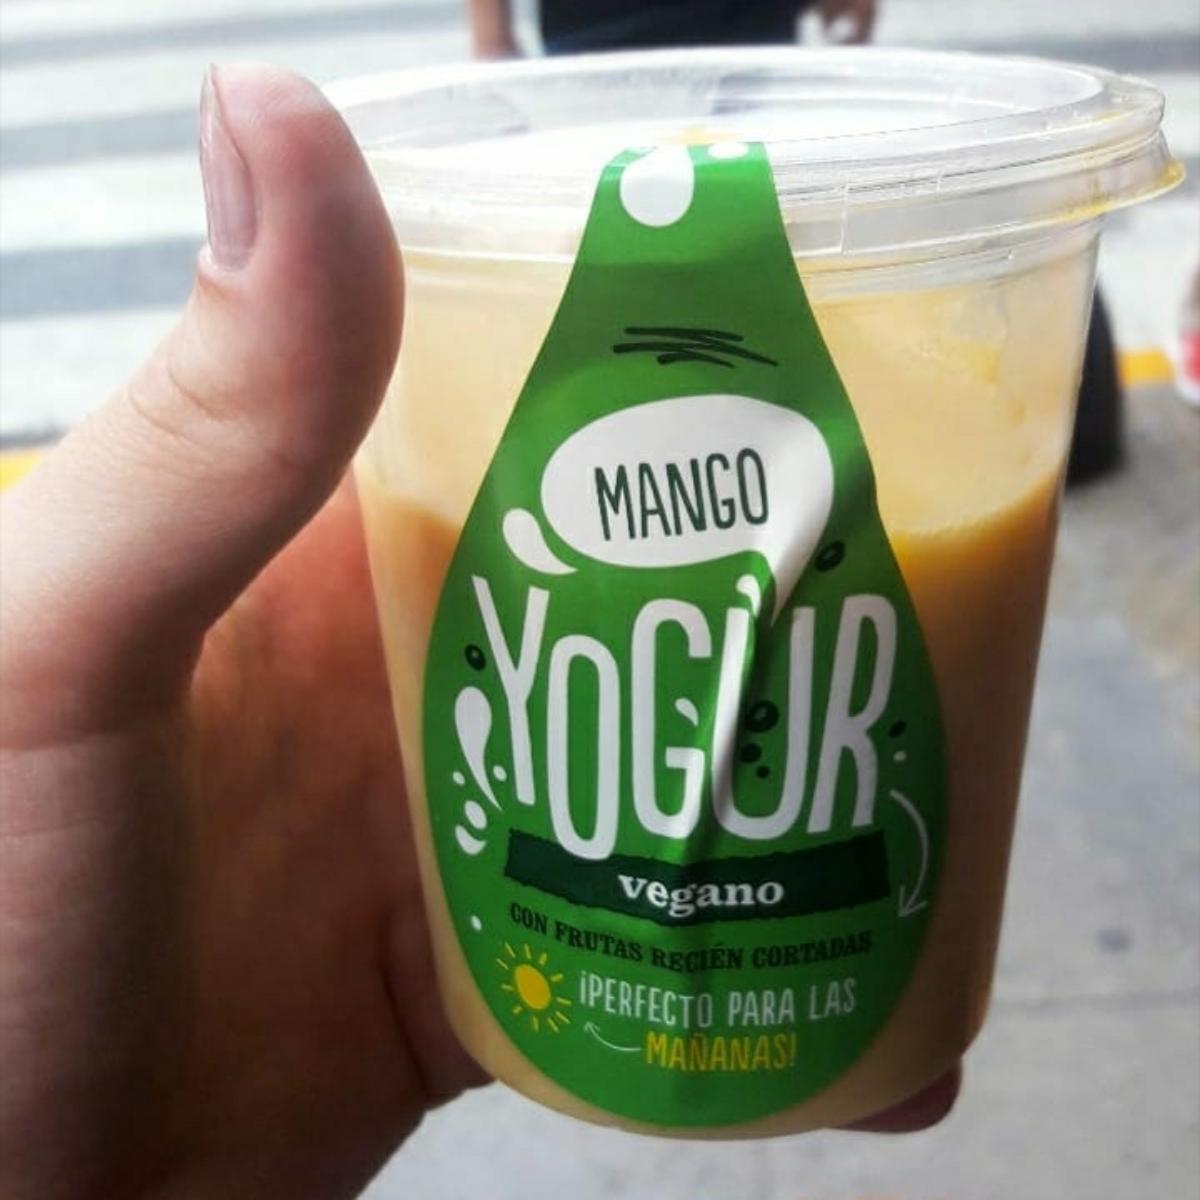 MANGO
YOGUR
vegano
CON FRUTAS RECIÉN CORTADAS
¡PERFECTO PARA LAS
MAÑANAS!